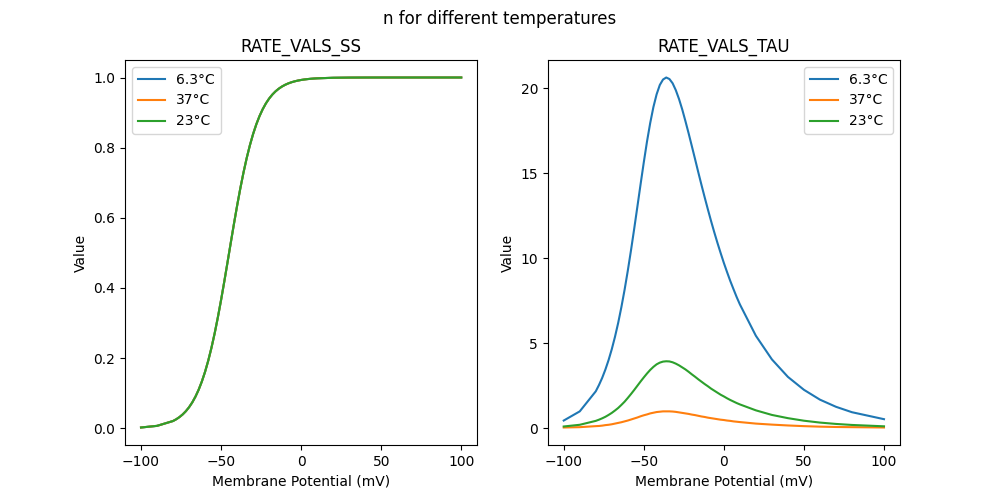 n for different temperatures
RATE_VALS_SS
RATE_VALS_TAU
6.3°C
37°C
23°C
6.3°C
37°C
23°C
1.0
0.8
0.6
0.4
0.2
0.0
Value
−100
−50
0
50
100
Membrane Potential (mV)
20
15
10
5
0
Value
−100
−50
0
50
100
Membrane Potential (mV)